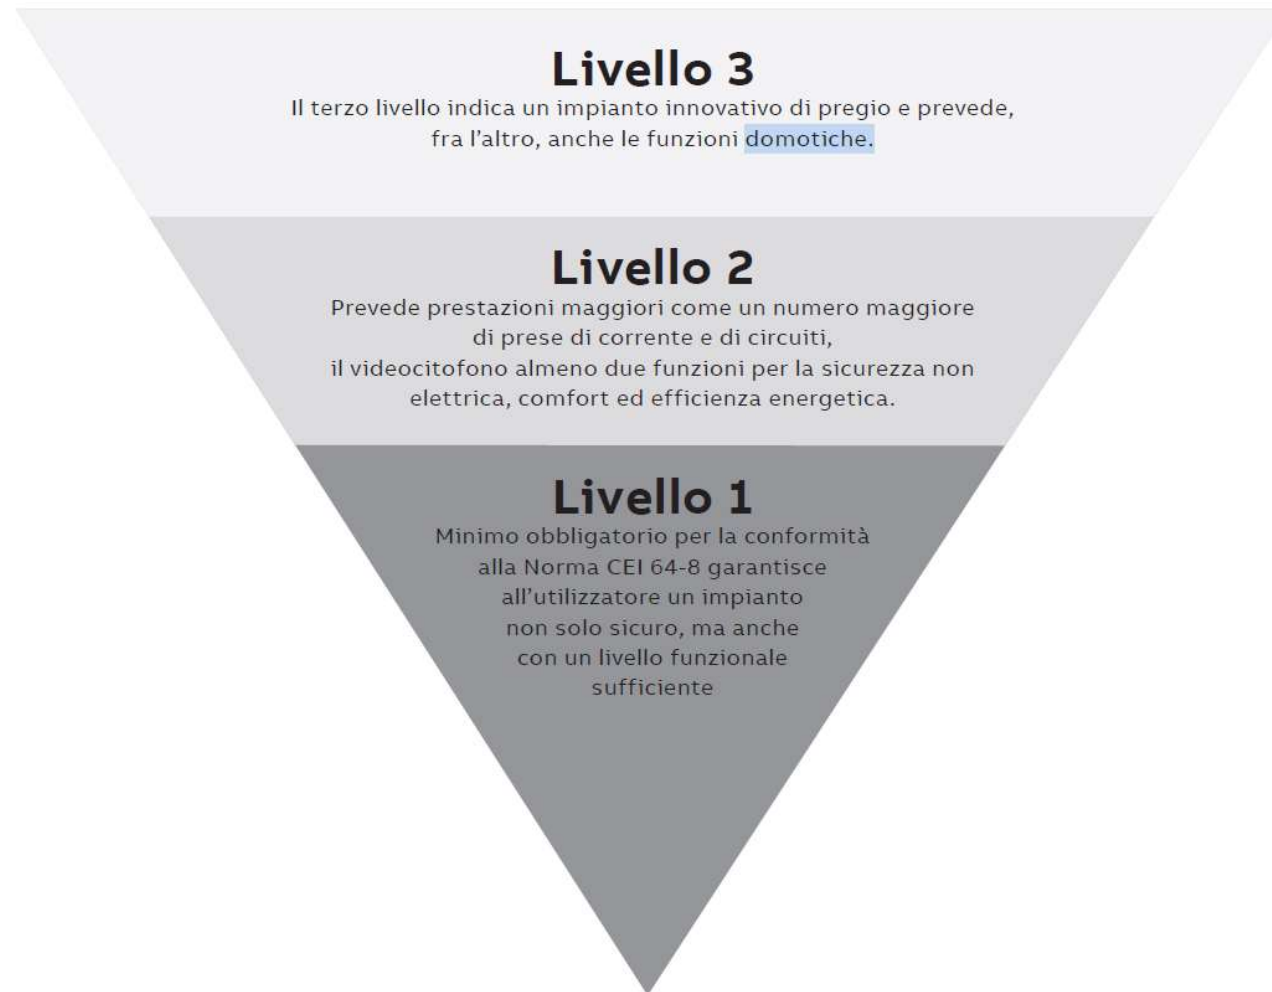 Livello 3
Il terzo livello indica un impianto innovativo di pregio e prevede,
fra l'altro, anche le funzioni domotiche.
Livello 2
Prevede prestazioni maggiori come un numero maggiore
di prese di corrente e di circuiti,
il videocitofono almeno due funzioni per la sicurezza non
elettrica, comfort ed efficienza energetica.
Livello 1
Minimo obbligatorio per la conformità
alla Norma CEI 64-8 garantisce
all'utilizzatore un impianto
non solo sicuro, ma anche
con un livello funzionale
sufficiente